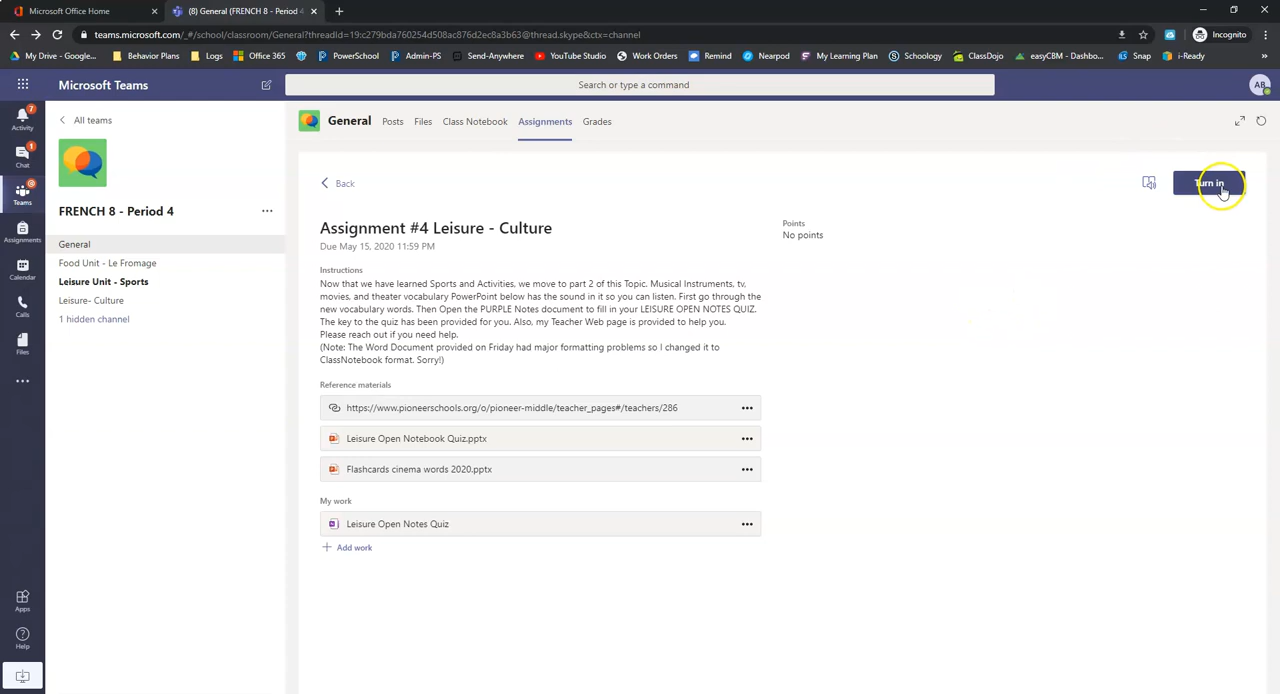 Microsoft Office Home
(8) General (FRENCH 8 - Period 4
teams.microsoft.com/_#/school/classroom/General?threadId=19:c279bda760254d508ac876d2ec8a3b63@thread.skype&ctx=channel
Incognito
My Drive - Google...
Behavior Plans
Logs
Office 365
PowerSchool
Admin-PS
Send-Anywhere
YouTube Studio
Work Orders
Remind
Nearpod
My Learning Plan
Schoology
ClassDojo
easyCBM - Dashbo...
Snap
i-Ready
Microsoft Teams
Search or type a command
AB
7
Activity
1
Chat
Teams
Assignments
Calendar
Calls
Files
Apps
Help
All teams
FRENCH 8 - Period 4
General
Food Unit - Le Fromage
Leisure Unit - Sports
Leisure- Culture
1 hidden channel
General
Posts
Files
Class Notebook
Assignments
Grades
Back
Turn in
Assignment #4 Leisure - Culture
Due May 15, 2020 11:59 PM
Points
No points
Instructions
Now that we have learned Sports and Activities, we move to part 2 of this Topic. Musical Instruments, tv,
movies, and theater vocabulary PowerPoint below has the sound in it so you can listen. First go through the
new vocabulary words. Then Open the PURPLE Notes document to fill in your LEISURE OPEN NOTES QUIZ.
The key to the quiz has been provided for you. Also, my Teacher Web page is provided to help you.
Please reach out if you need help.
(Note: The Word Document provided on Friday had major formatting problems so I changed it to
ClassNotebook format. Sorry!)
Reference materials
https://www.pioneerschools.org/o/pioneer-middle/teacher_pages#/teachers/286
Leisure Open Notebook Quiz.pptx
Flashcards cinema words 2020.pptx
My work
Leisure Open Notes Quiz
Add work